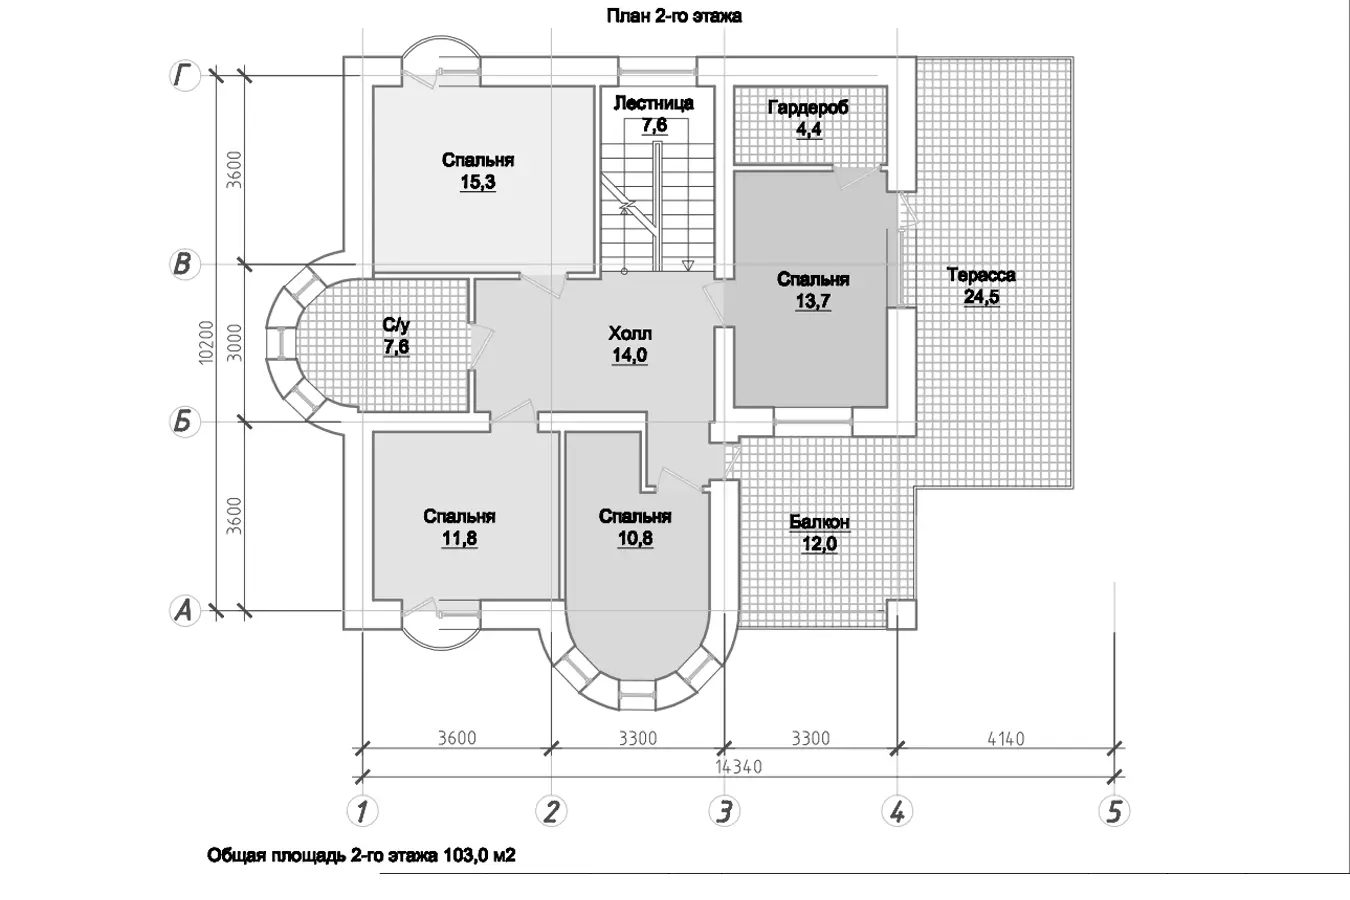 План 2-го этажа
Г
Лестница
7,6
Гардероб
4,4
Спальня
15,3
3600
В
Спальня
13,7
Терасса
24,5
С/у
7,6
Холл
14,0
10200
3000
Б
Спальня
11,8
Спальня
10,8
Балкон
12,0
3600
А
3600
3300
3300
4140
14340
1
2
3
4
5
Общая площадь 2-го этажа 103,0 м2